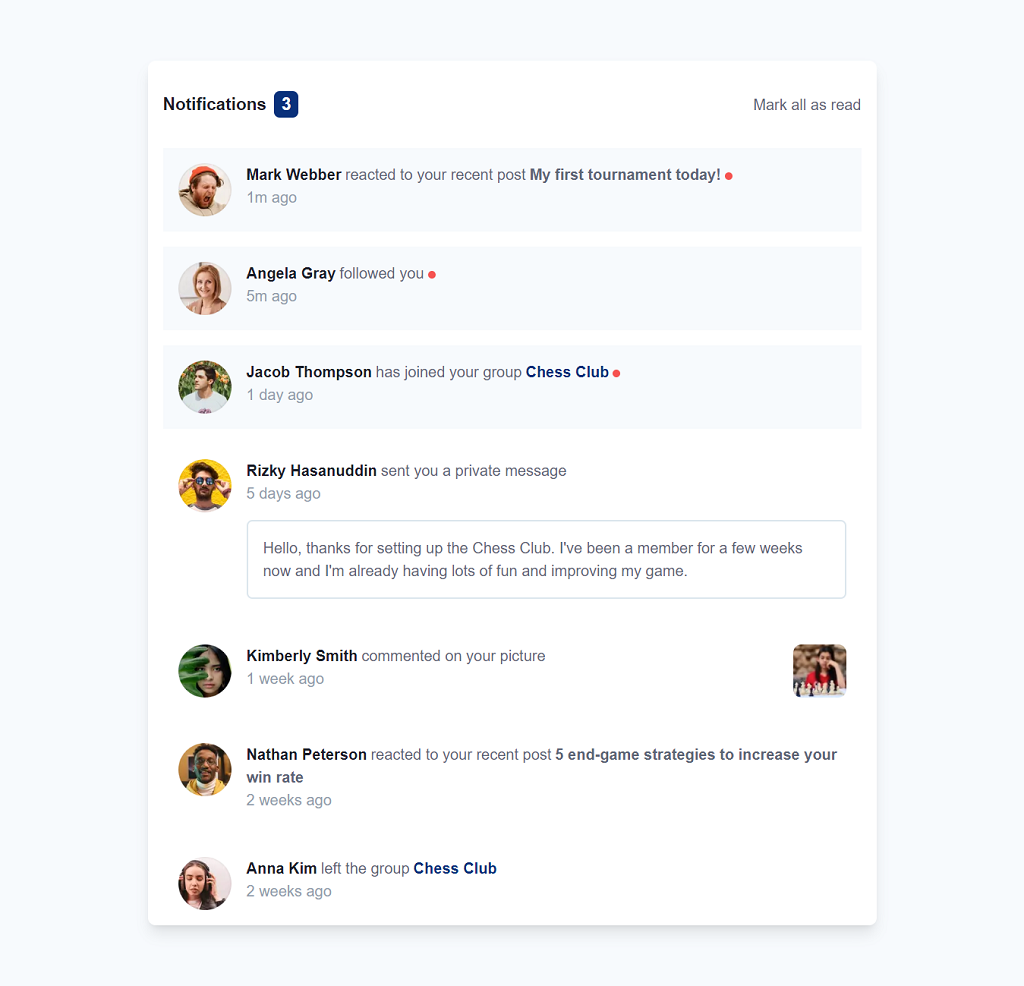 Notifications 3
Mark all as read
Mark Webber reacted to your recent post My first tournament today!
1m ago
Angela Gray followed you
5m ago
Jacob Thompson has joined your group Chess Club
1 day ago
Rizky Hasanuddin sent you a private message
5 days ago
Hello, thanks for setting up the Chess Club. I've been a member for a few weeks
now and I'm already having lots of fun and improving my game.
Kimberly Smith commented on your picture
1 week ago
Nathan Peterson reacted to your recent post 5 end-game strategies to increase your
win rate
2 weeks ago
Anna Kim left the group Chess Club
2 weeks ago